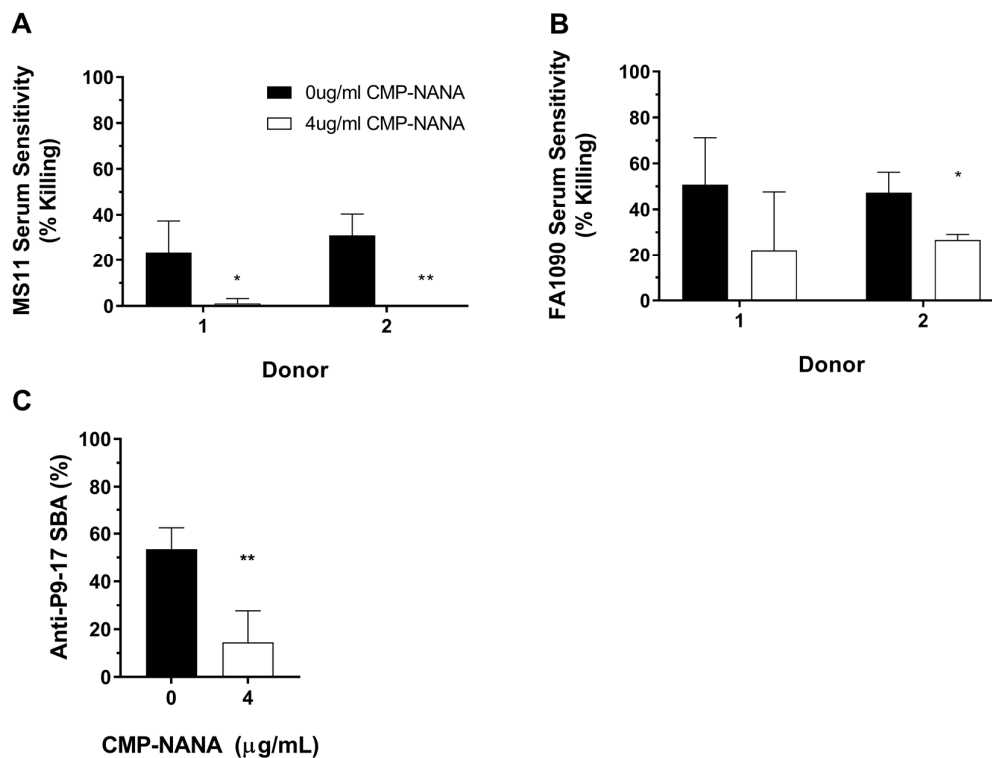 A
MS11 Serum Sensitivity
(% Killing)
100
80
60
40
20
0
0ug/ml CMP-NANA
4ug/ml CMP-NANA
*
**
1
2
Donor
B
FA1090 Serum Sensitivity
(% Killing)
100
80
60
40
20
0
*
1
2
Donor
C
Anti-P9-17 SBA (%)
100
80
60
40
20
0
**
0
4
CMP-NANA (μg/mL)